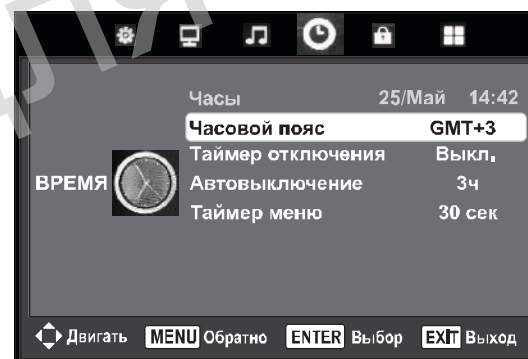 Часы 25/Май 14:42
Часовой пояс GMT+3
Таймер отключения Выкл.
ВРЕМЯ Автовыключение 3ч
Таймер меню 30 сек
Двигать MENU Обратно ENTER Выбор EXIT Выход